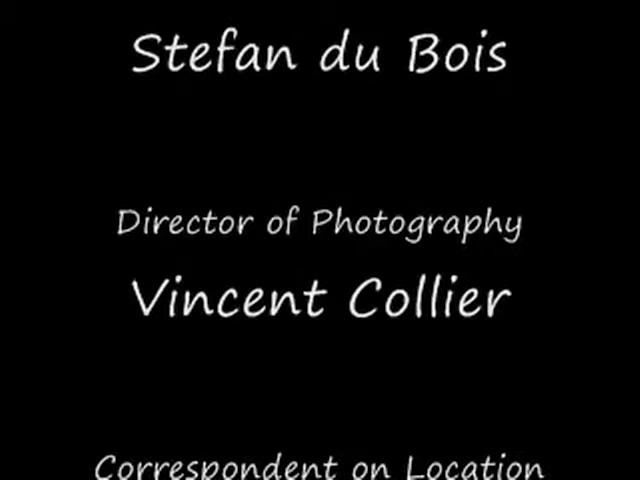 Stefan du Bois
Director of Photography
Vincent Collier
Correspondent on Location